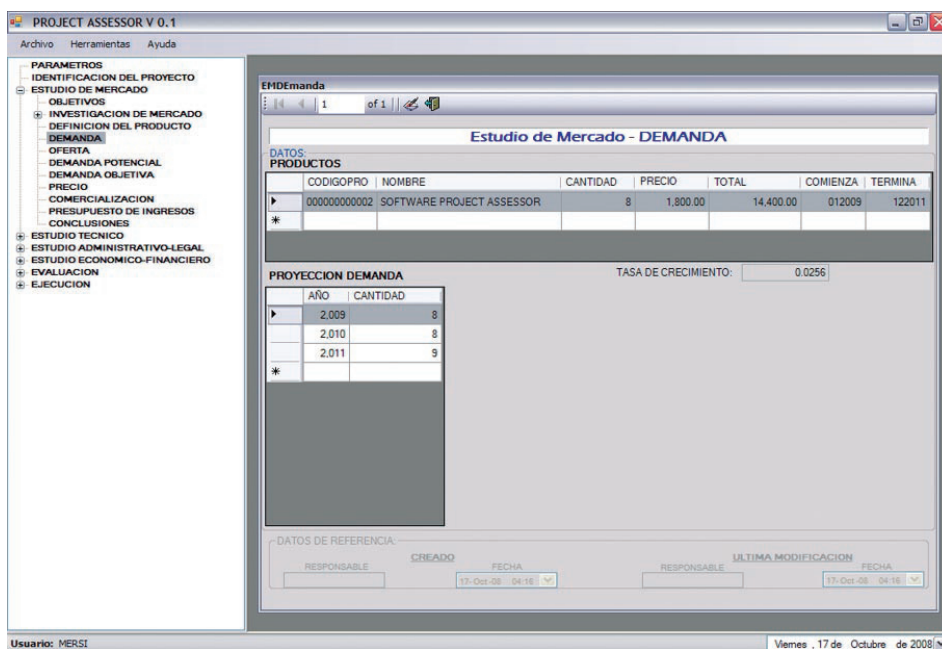 PROJECT ASSESSOR V 0.1
Archivo Herramientas Ayuda
PARAMETROS
IDENTIFICACION DEL PROYECTO
ESTUDIO DE MERCADO
OBJETIVOS
INVESTIGACION DE MERCADO
DEFINICION DEL PRODUCTO
DEMANDA
OFERTA
DEMANDA POTENCIAL
DEMANDA OBJETIVA
PRECIO
COMERCIALIZACION
PRESUPUESTO DE INGRESOS
CONCLUSIONES
ESTUDIO TECNICO
ESTUDIO ADMINISTRATIVO-LEGAL
ESTUDIO ECONOMICO-FINANCIERO
EVALUACION
EJECUCION
EMDEmanda
1 of 1
Estudio de Mercado - DEMANDA
DATOS:
PRODUCTOS
CODIGOPRO NOMBRE CANTIDAD PRECIO TOTAL COMIENZA TERMINA
000000000002 SOFTWARE PROJECT ASSESSOR 8 1,800.00 14,400.00 012009 122011
PROYECCION DEMANDA TASA DE CRECIMIENTO: 0.0256
AÑO CANTIDAD
2,009 8
2,010 8
2,011 9
DATOS DE REFERENCIA:
CREADO ULTIMA MODIFICACION
RESPONSABLE FECHA RESPONSABLE FECHA
17-Oct-08 04:16 17-Oct-08 04:16
Usuario: MERSI Viernes , 17 de Octubre de 2008